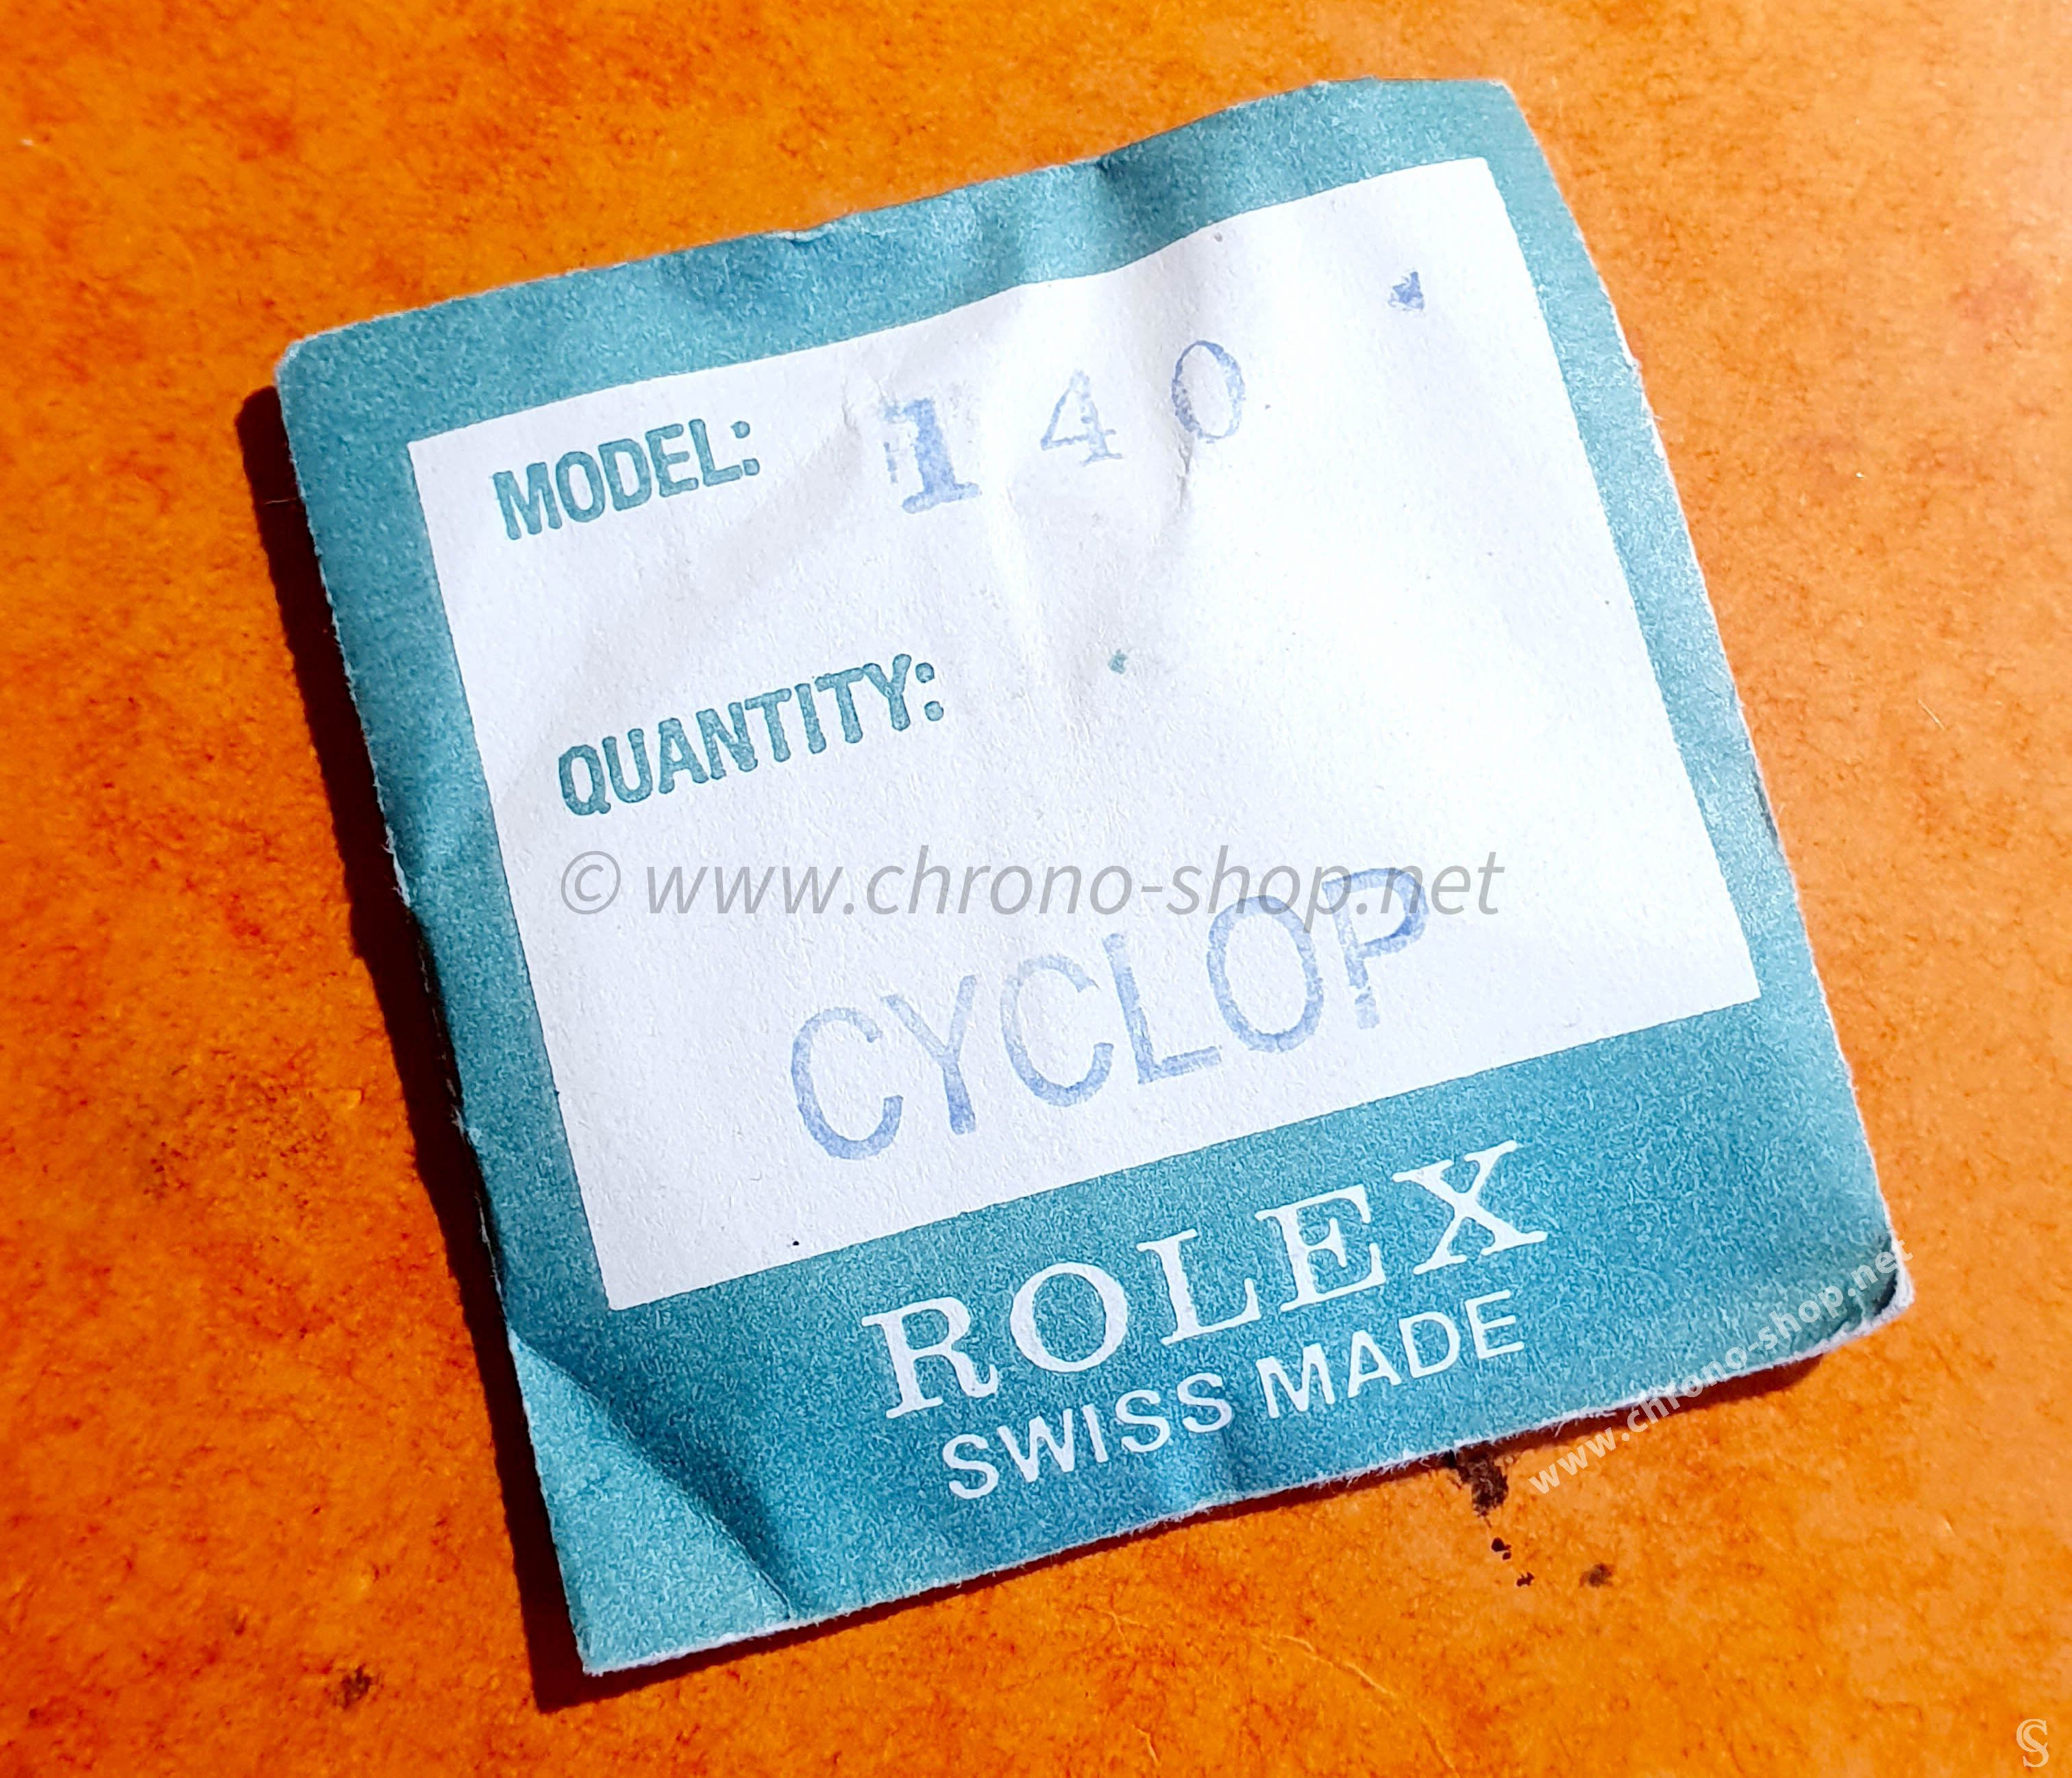 MODEL: 140
QUANTITY:
© www.chrono-shop.net
CYCLOP
ROLEX
SWISS MADE
www.chrono-shop.net